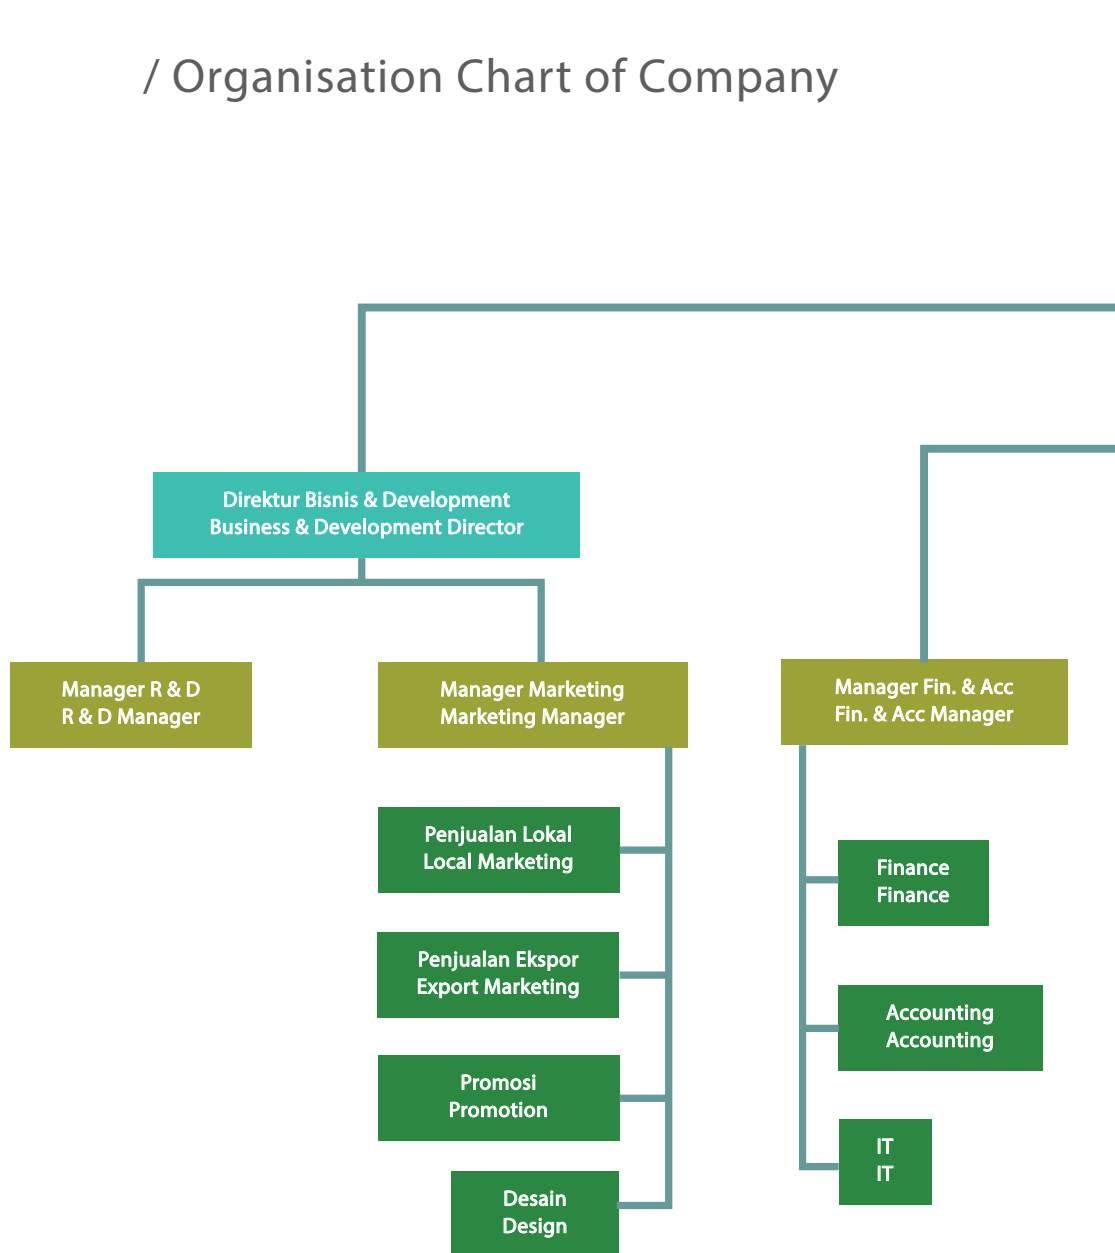 / Organisation Chart of Company
Direktur Bisnis & Development
Business & Development Director
Manager R & D
R & D Manager
Manager Marketing
Marketing Manager
Manager Fin. & Acc
Fin. & Acc Manager
Penjualan Lokal
Local Marketing
Penjualan Ekspor
Export Marketing
Promosi
Promotion
Desain
Design
Finance
Finance
Accounting
Accounting
IT
IT